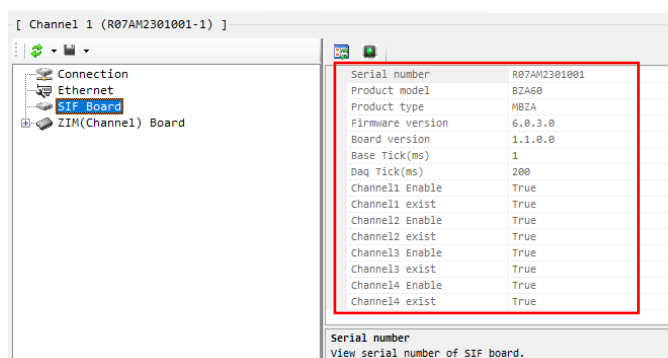 [ Channel 1 (R07AM2301001-1) ]
Connection
Ethernet
SIF Board
ZIM(Channel) Board
Serial number R07AM2301001
Product model BZA60
Product type MBZA
Firmware version 6.0.3.0
Board version 1.1.0.0
Base Tick(ms) 1
Daq Tick(ms) 200
Channel1 Enable True
Channel1 exist True
Channel2 Enable True
Channel2 exist True
Channel3 Enable True
Channel3 exist True
Channel4 Enable True
Channel4 exist True
Serial number
View serial number of SIF board.